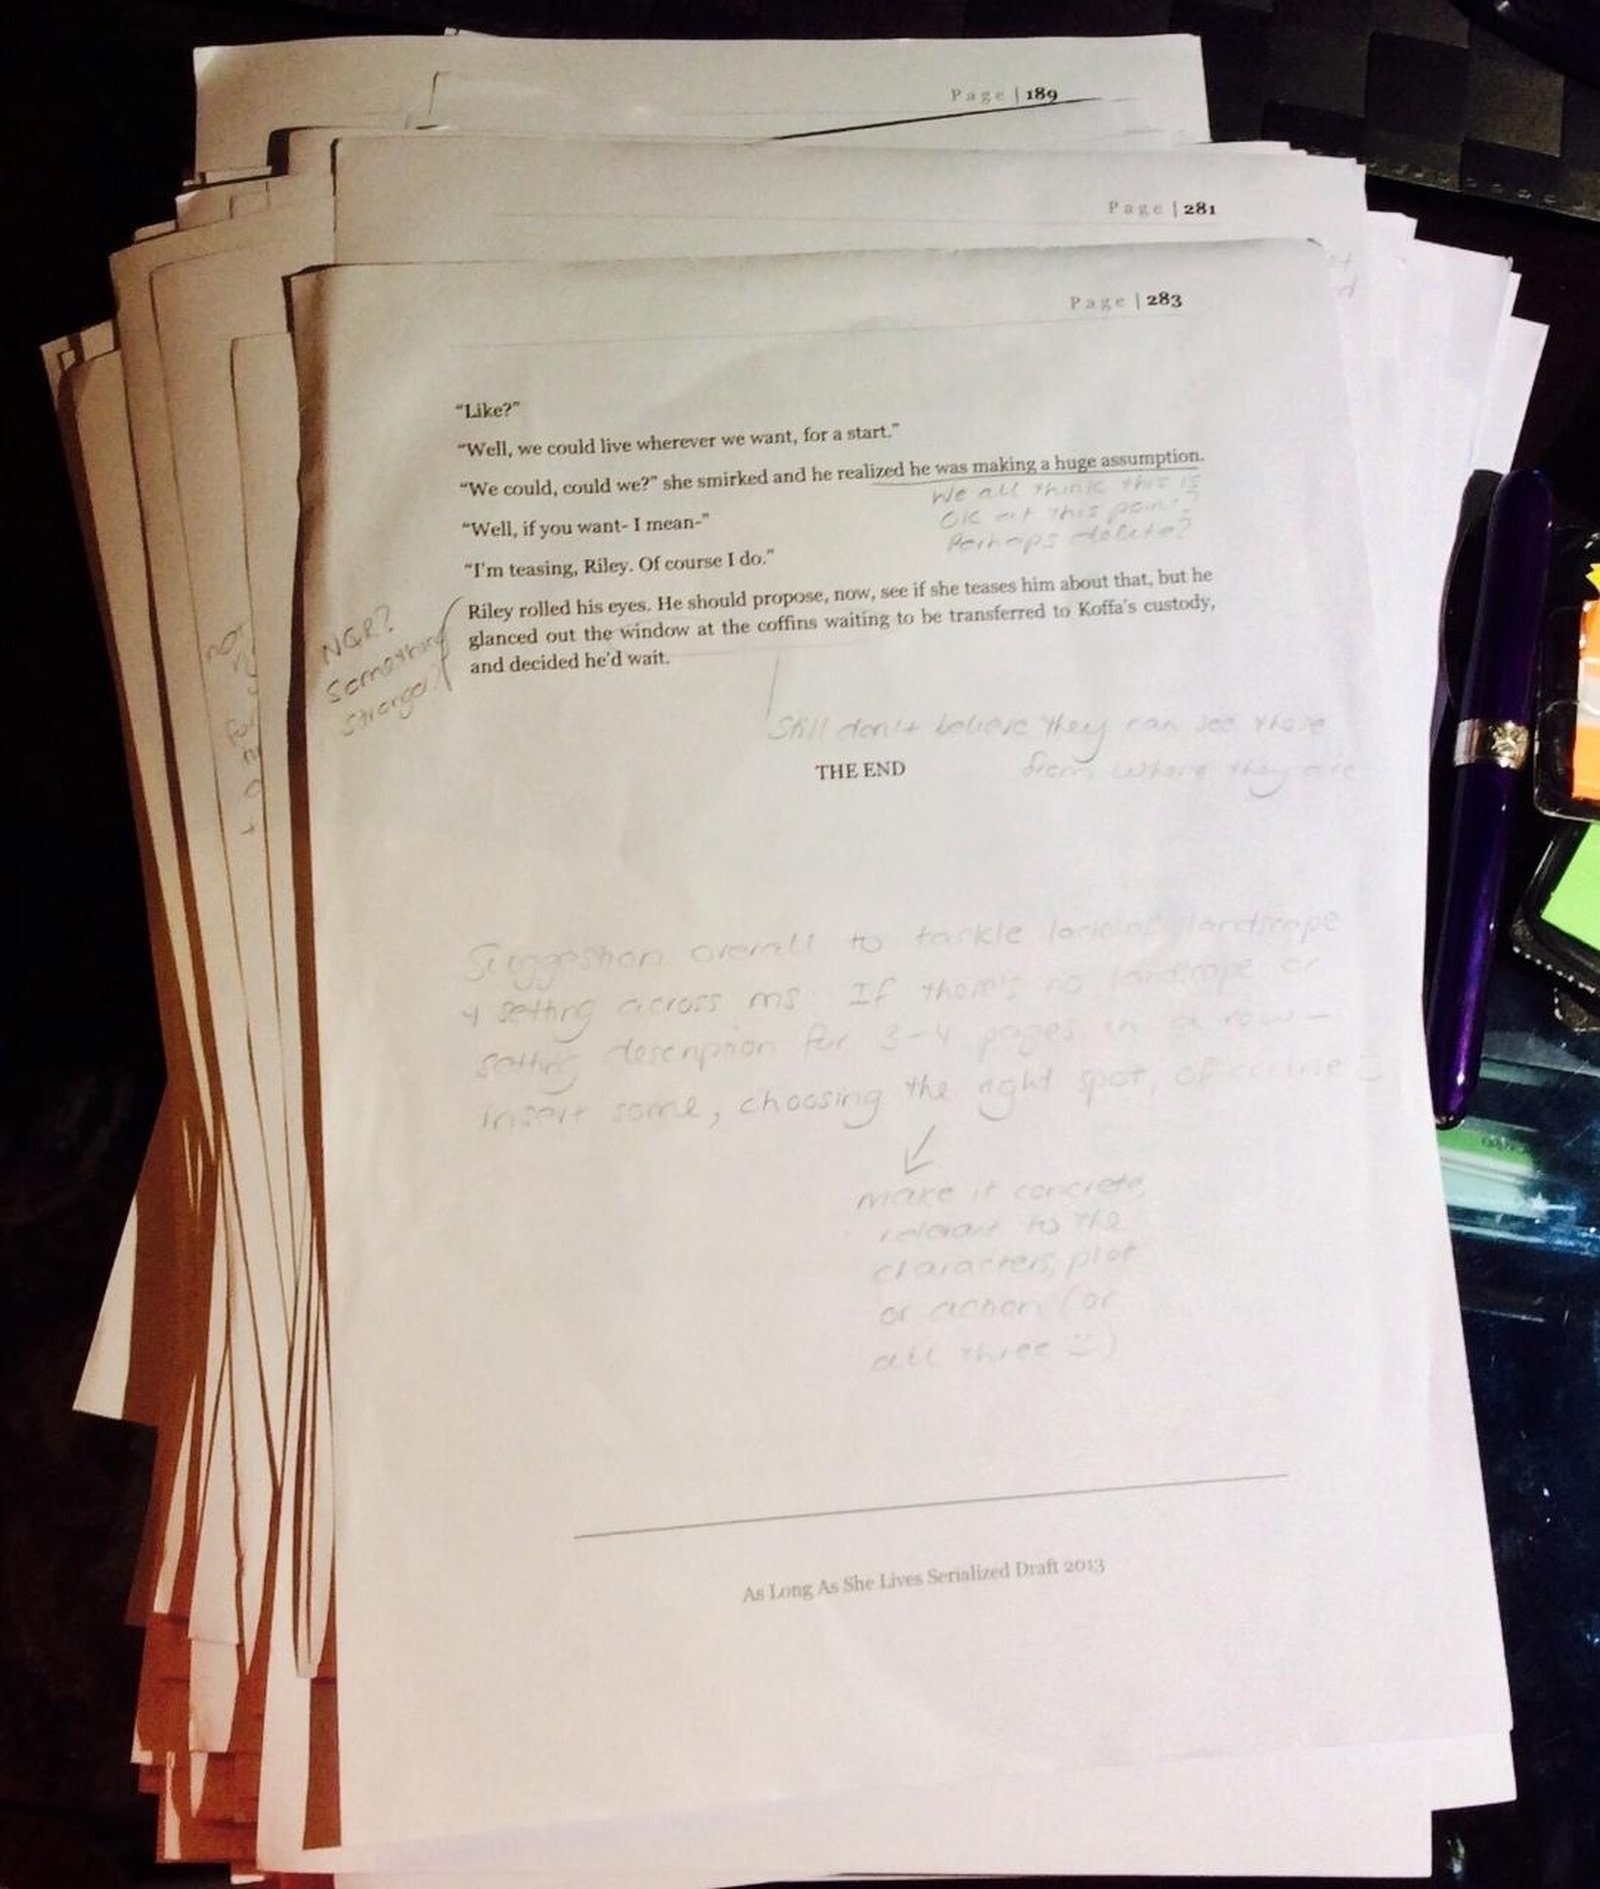 Page | 189
Page | 281
Page | 283
“Like?”
“Well, we could live wherever we want, for a start.”
“We could, could we?” she smirked and he realized he was making a huge assumption.
We all think this is
OK at this point.
Perhaps delete?
“Well, if you want- I mean-”
“I'm teasing, Riley. Of course I do.”
Riley rolled his eyes. He should propose, now, see if she teases him about that, but he
glanced out the window at the coffins waiting to be transferred to Koffa's custody,
and decided he'd wait.
NQR?
Something
stronger?
Still don't believe they can see those
from where they are
THE END
Suggestion overall to tackle lack of landscape
+ setting across ms: If there's no landscape or
setting description for 3-4 pages in a row -
insert some, choosing the right spot, of course
make it concrete,
relevant to the
characters, plot
or action (or
all three :)
As Long As She Lives Serialized Draft 2013